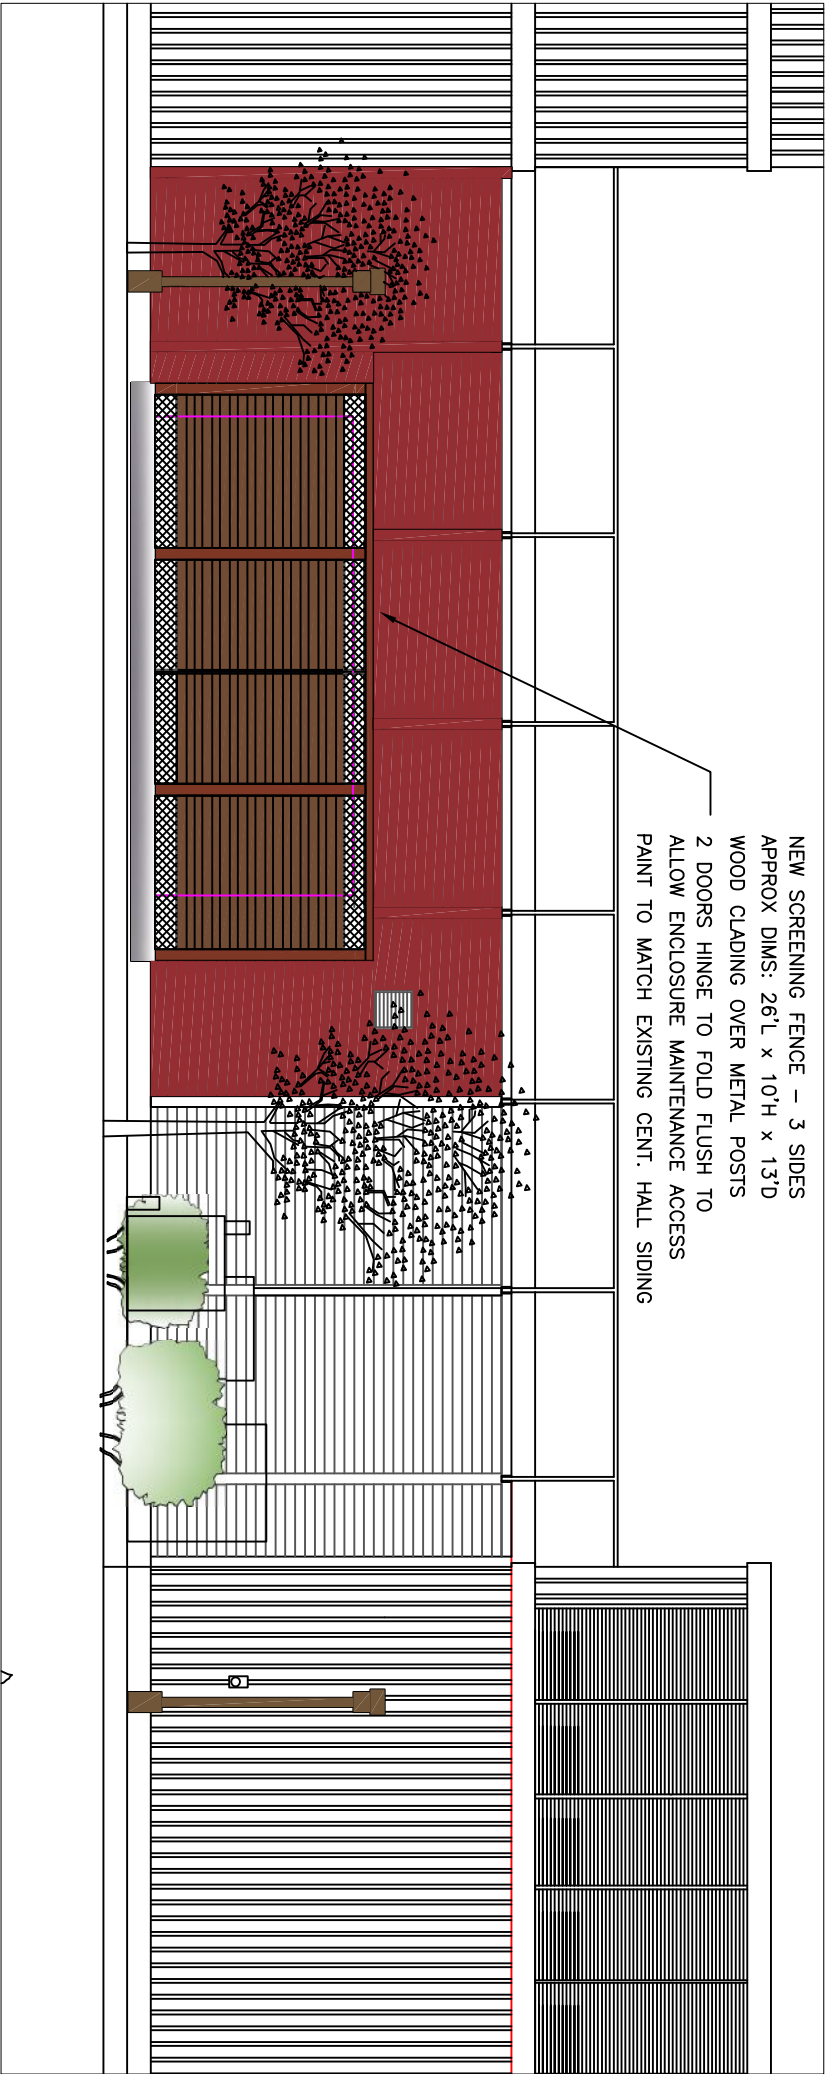 NEW SCREENING FENCE – 3 SIDES
APPROX DIMS: 26'L x 10'H x 13'D
WOOD CLADING OVER METAL POSTS
2 DOORS HINGE TO FOLD FLUSH TO
ALLOW ENCLOSURE MAINTENANCE ACCESS
PAINT TO MATCH EXISTING CENT. HALL SIDING